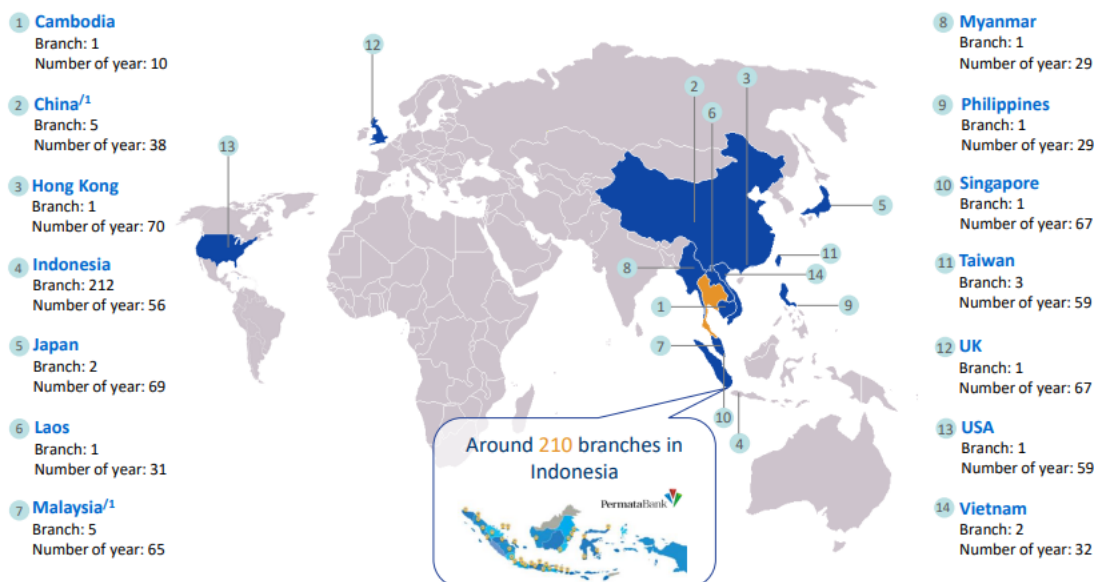 1 Cambodia
Branch: 1
Number of year: 10
2 China/1
Branch: 5
Number of year: 38
3 Hong Kong
Branch: 1
Number of year: 70
4 Indonesia
Branch: 212
Number of year: 56
5 Japan
Branch: 2
Number of year: 69
6 Laos
Branch: 1
Number of year: 31
7 Malaysia/1
Branch: 5
Number of year: 65
12
13
2
3
6
5
11
8
14
1
9
7
10
4
Around 210 branches in
Indonesia
PermataBank
8 Myanmar
Branch: 1
Number of year: 29
9 Philippines
Branch: 1
Number of year: 29
10 Singapore
Branch: 1
Number of year: 67
11 Taiwan
Branch: 3
Number of year: 59
12 UK
Branch: 1
Number of year: 67
13 USA
Branch: 1
Number of year: 59
14 Vietnam
Branch: 2
Number of year: 32